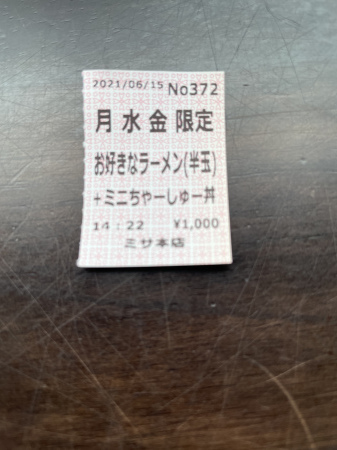 2021/06/15 No372
月水金限定
お好きなラーメン(半玉)
+ミニちゃーしゅー丼
14:22 ¥1,000
ミサ本店